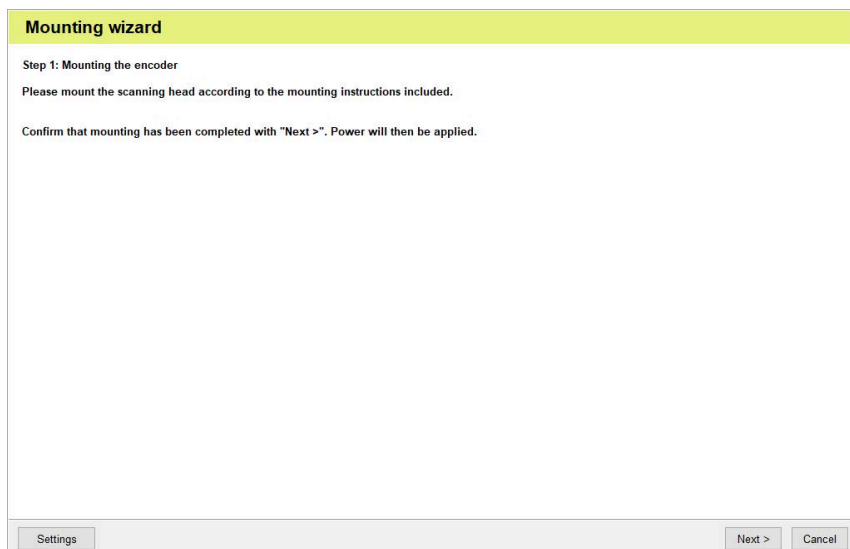 Mounting wizard
Step 1: Mounting the encoder
Please mount the scanning head according to the mounting instructions included.
Confirm that mounting has been completed with "Next >". Power will then be applied.
Settings
Next >
Cancel